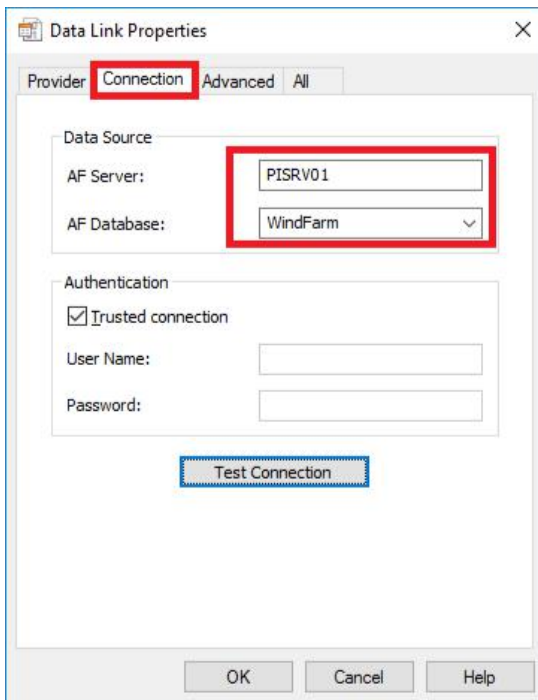 Data Link Properties
Provider Connection Advanced All
Data Source
AF Server: PISRV01
AF Database: WindFarm
Authentication
Trusted connection
User Name:
Password:
Test Connection
OK Cancel Help